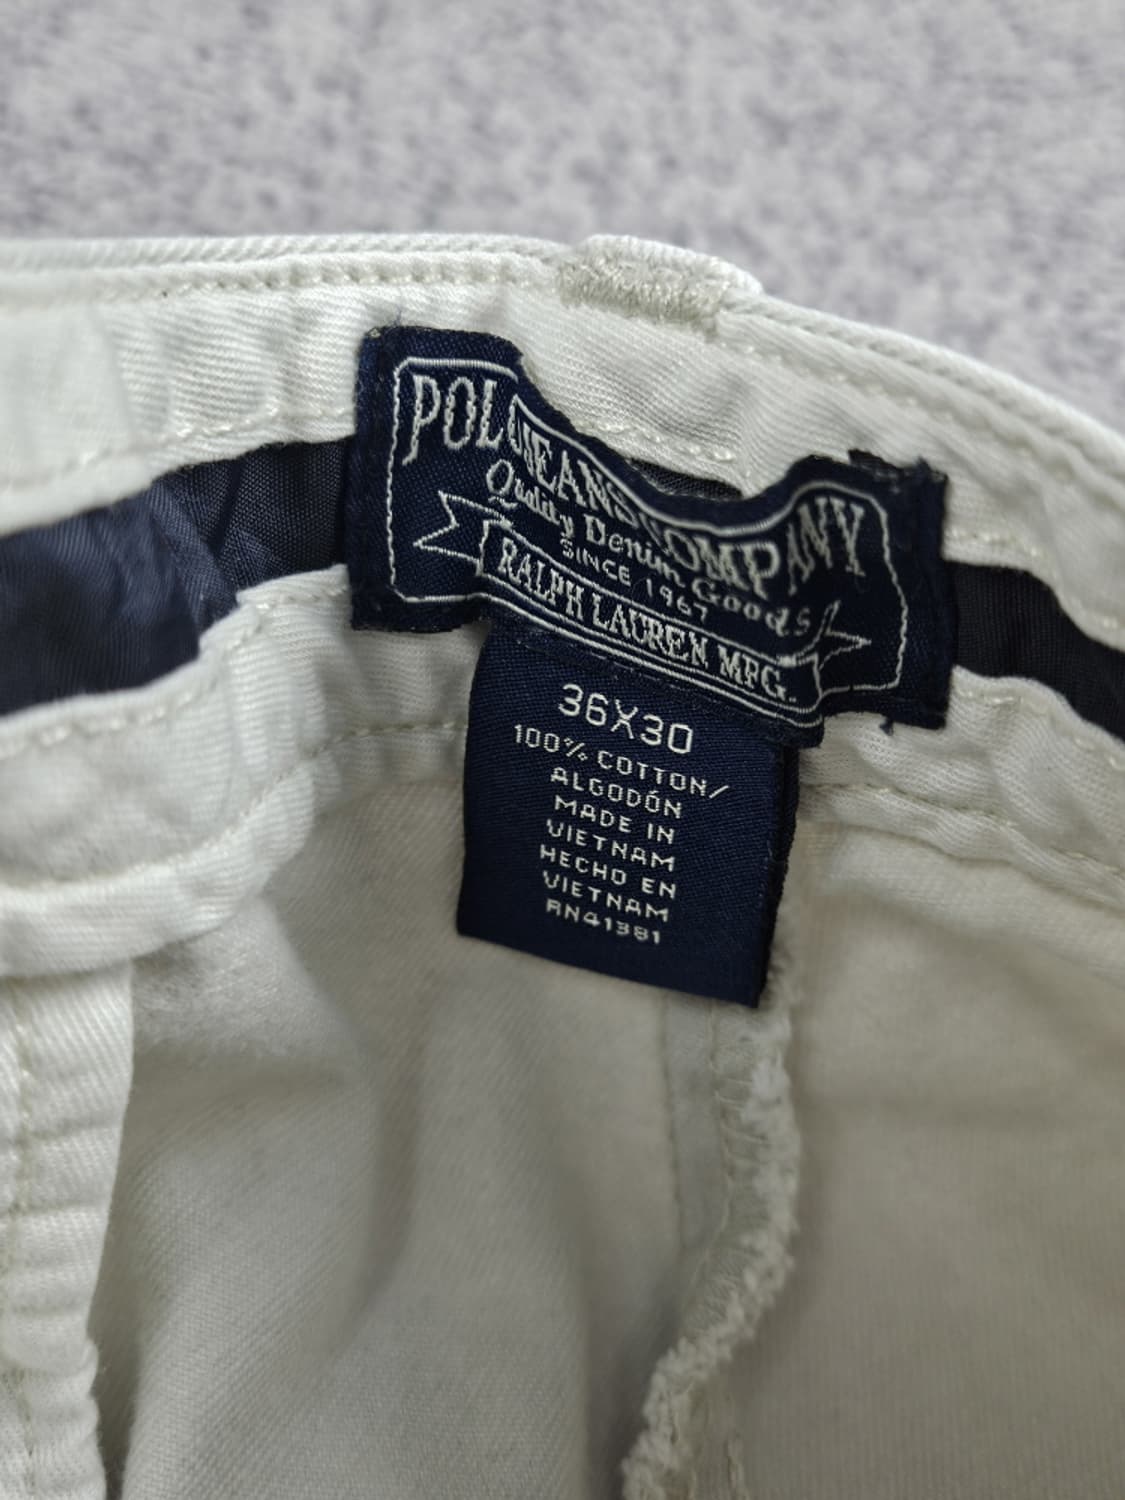 POLO JEANS COMPANY
Quality Denim Goods
SINCE 1967
RALPH LAUREN MFG.
36X30
100% COTTON/
ALGODÓN
MADE IN
VIETNAM
HECHO EN
VIETNAM
RN41381